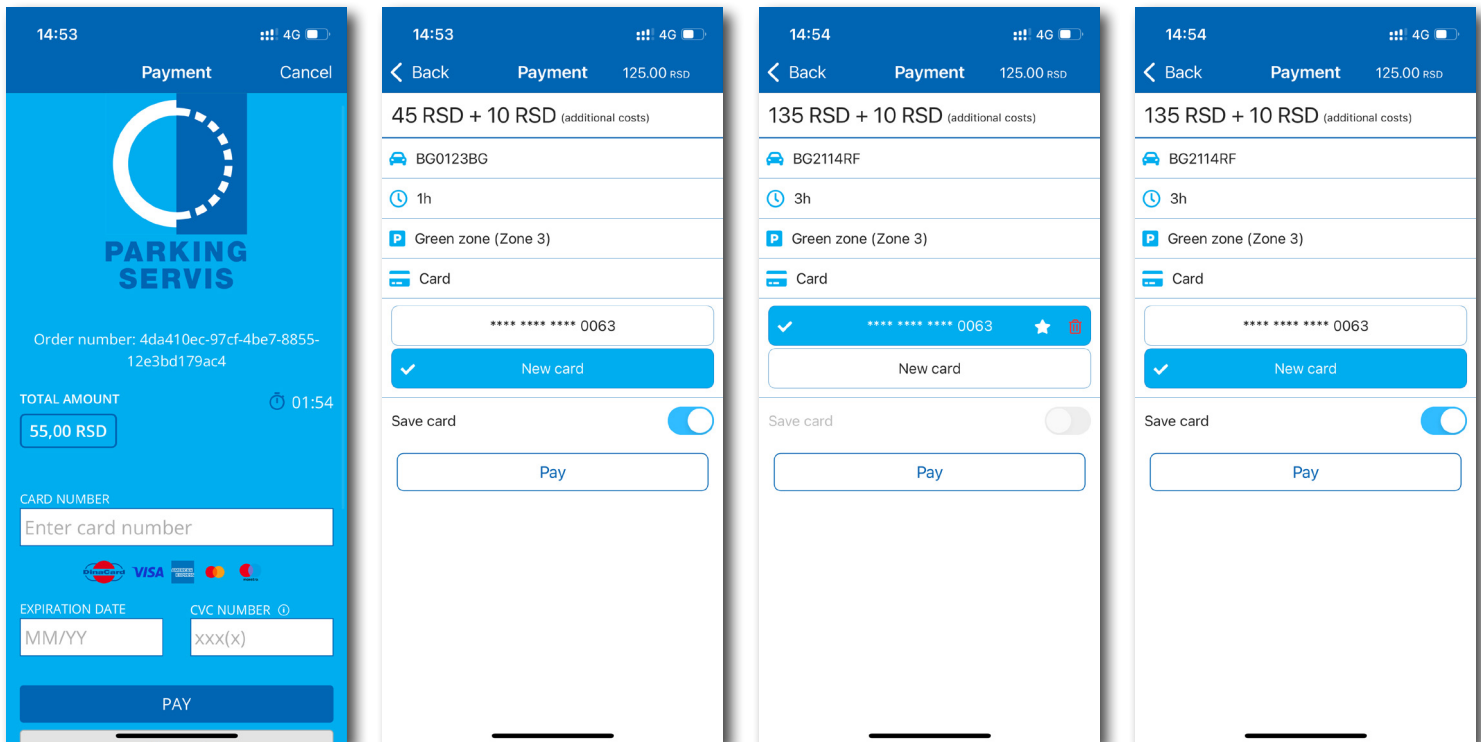 14:53
4G
Payment
Cancel
PARKING
SERVIS
Order number: 4da410ec-97cf-4be7-8855-
12e3bd179ac4
TOTAL AMOUNT
01:54
55,00 RSD
CARD NUMBER
Enter card number
DinaCard VISA AMERICAN EXPRESS
EXPIRATION DATE
CVC NUMBER
MM/YY
xxx(x)
PAY
14:53
4G
Back
Payment
125.00 RSD
45 RSD + 10 RSD (additional costs)
BG0123BG
1h
P Green zone (Zone 3)
Card
**** **** **** 0063
New card
Save card
Pay
14:54
4G
Back
Payment
125.00 RSD
135 RSD + 10 RSD (additional costs)
BG2114RF
3h
P Green zone (Zone 3)
Card
**** **** **** 0063
New card
Save card
Pay
14:54
4G
Back
Payment
125.00 RSD
135 RSD + 10 RSD (additional costs)
BG2114RF
3h
P Green zone (Zone 3)
Card
**** **** **** 0063
New card
Save card
Pay